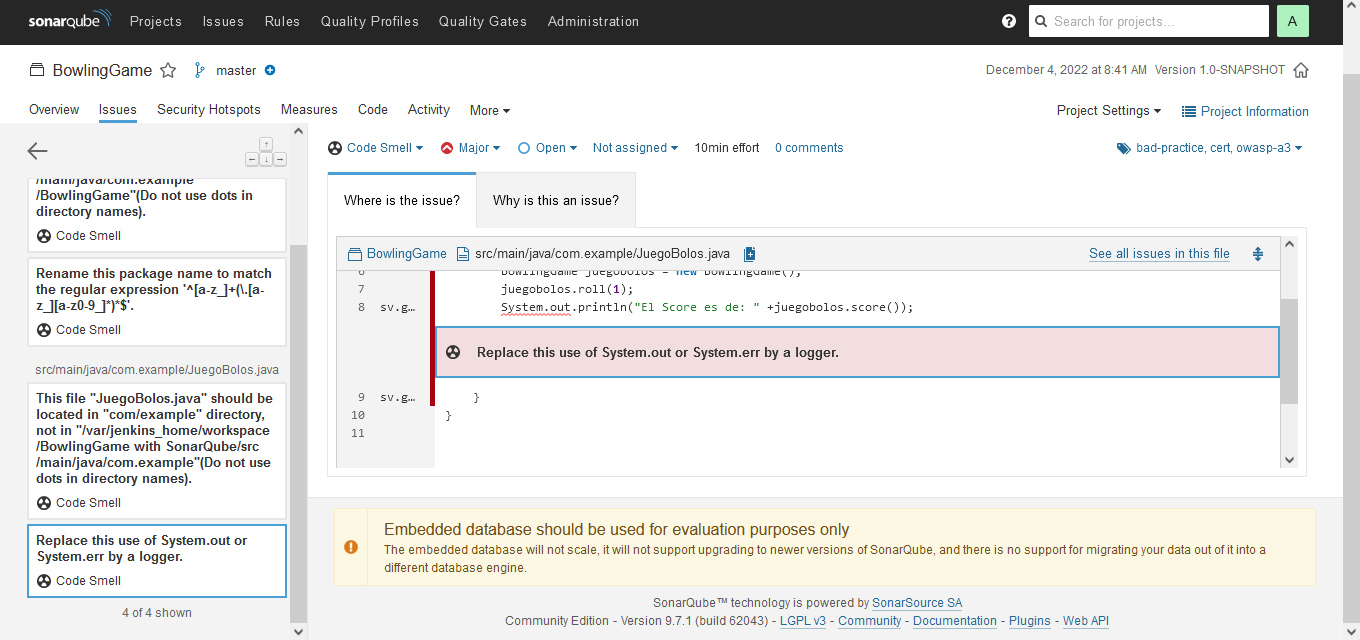 sonarqube Projects Issues Rules Quality Profiles Quality Gates Administration ? Search for projects... A
BowlingGame master December 4, 2022 at 8:41 AM Version 1.0-SNAPSHOT
Overview Issues Security Hotspots Measures Code Activity More Project Settings Project Information
/main/java/com.example
/BowlingGame"(Do not use dots in
directory names).
Code Smell
Rename this package name to match
the regular expression '^[a-z_]+(\.[a-
z_][a-z0-9_]*)*$'.
Code Smell
src/main/java/com.example/JuegoBolos.java
This file "JuegoBolos.java" should be
located in "com/example" directory,
not in "/var/jenkins_home/workspace
/BowlingGame with SonarQube/src
/main/java/com.example"(Do not use
dots in directory names).
Code Smell
Replace this use of System.out or
System.err by a logger.
Code Smell
4 of 4 shown
Code Smell Major Open Not assigned 10min effort 0 comments bad-practice, cert, owasp-a3
Where is the issue? Why is this an issue?
BowlingGame src/main/java/com.example/JuegoBolos.java See all issues in this file
6 BowlingGame juegobolos = new BowlingGame();
7 juegobolos.roll(1);
8 sv.g… System.out.println("El Score es de: " +juegobolos.score());
Replace this use of System.out or System.err by a logger.
9 sv.g… }
10 }
11
Embedded database should be used for evaluation purposes only
The embedded database will not scale, it will not support upgrading to newer versions of SonarQube, and there is no support for migrating your data out of it into a
different database engine.
SonarQube™ technology is powered by SonarSource SA
Community Edition - Version 9.7.1 (build 62043) - LGPL v3 - Community - Documentation - Plugins - Web API